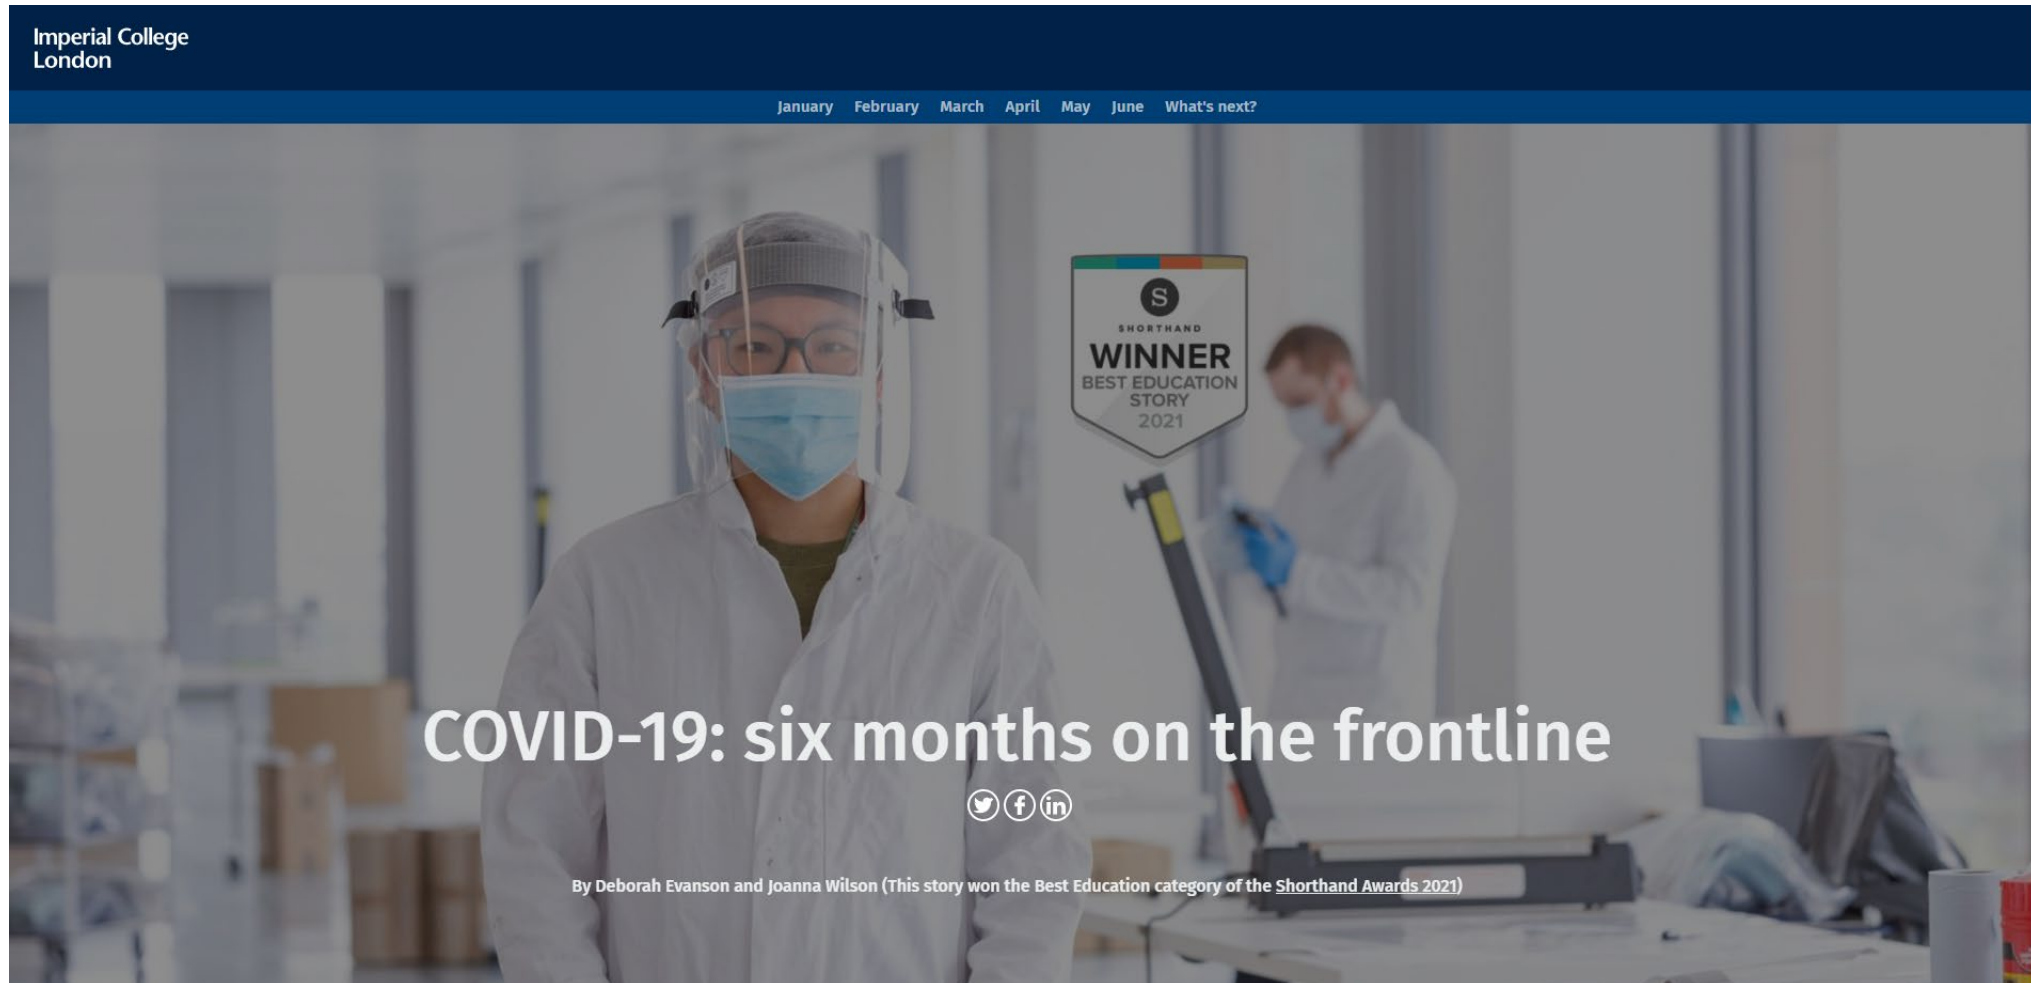 Imperial College
London
January February March April May June What's next?
S
SHORTHAND
WINNER
BEST EDUCATION
STORY
2021
COVID-19: six months on the frontline
By Deborah Evanson and Joanna Wilson (This story won the Best Education category of the Shorthand Awards 2021)